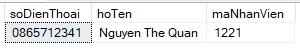 soDienThoai hoTen maNhanVien
0865712341 Nguyen The Quan 1221